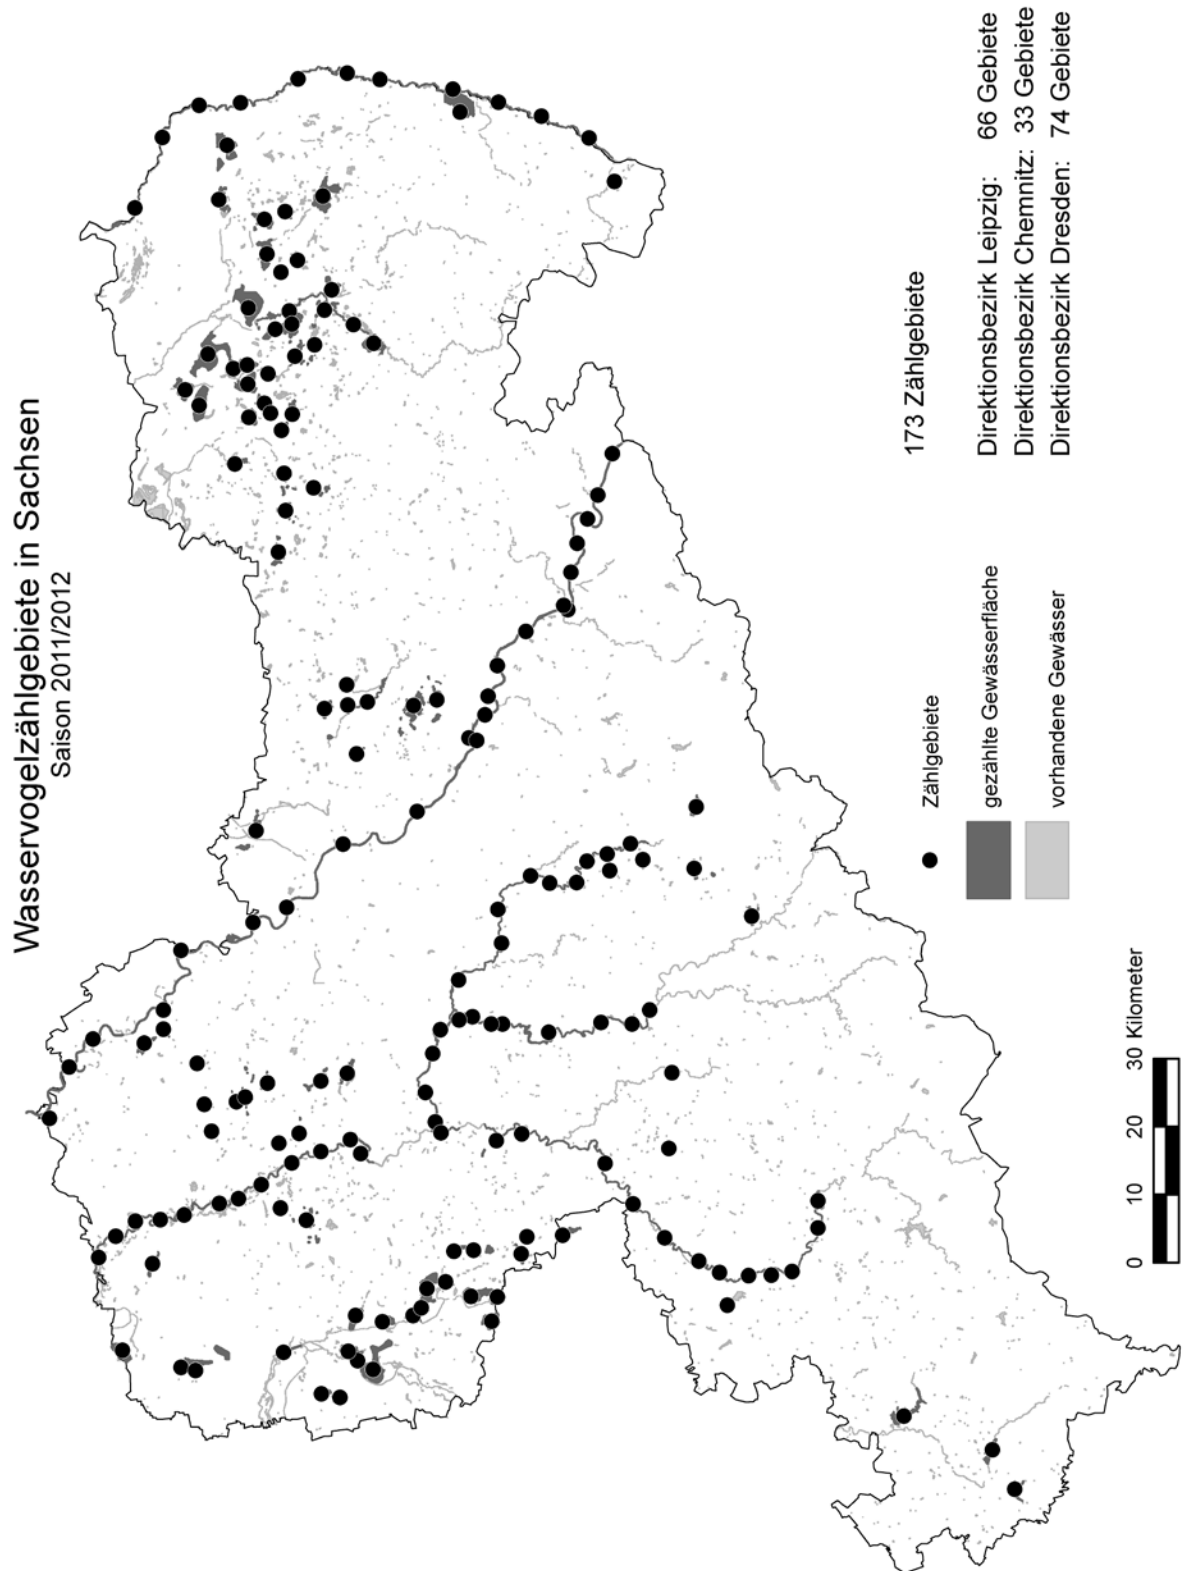 Wasservogelzählgebiete in Sachsen
Saison 2011/2012
173 Zählgebiete
Direktionsbezirk Leipzig: 66 Gebiete
Direktionsbezirk Chemnitz: 33 Gebiete
Direktionsbezirk Dresden: 74 Gebiete
Zählgebiete
gezählte Gewässerfläche
vorhandene Gewässer
0 10 20 30 Kilometer